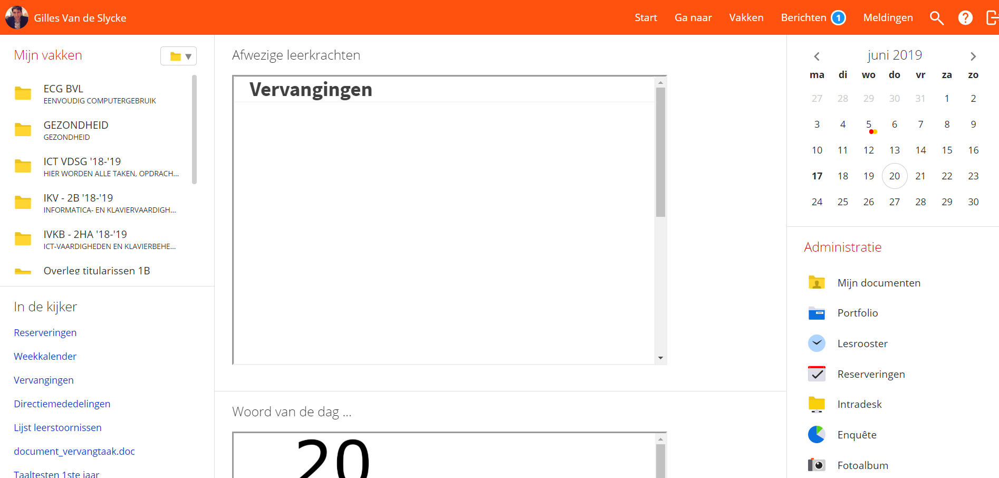 Gilles Van de Slycke
Start
Ga naar
Vakken
Berichten 1
Meldingen
?
Mijn vakken
ECG BVL
EENVOUDIG COMPUTERGEBRUIK
GEZONDHEID
GEZONDHEID
ICT VDSG '18-'19
HIER WORDEN ALLE TAKEN, OPDRACH...
IKV - 2B '18-'19
INFORMATICA- EN KLAVIERVAARDIGH...
IVKB - 2HA '18-'19
ICT-VAARDIGHEDEN EN KLAVIERBEHE...
Overleg titularissen 1B
In de kijker
Reserveringen
Weekkalender
Vervangingen
Directiemededelingen
Lijst leerstoornissen
document_vervangtaak.doc
Taaltesten 1ste jaar
Afwezige leerkrachten
Vervangingen
Woord van de dag ...
20
juni 2019
ma di wo do vr za zo
27 28 29 30 31 1 2
3 4 5 6 7 8 9
10 11 12 13 14 15 16
17 18 19 20 21 22 23
24 25 26 27 28 29 30
Administratie
Mijn documenten
Portfolio
Lesrooster
Reserveringen
Intradesk
Enquête
Fotoalbum